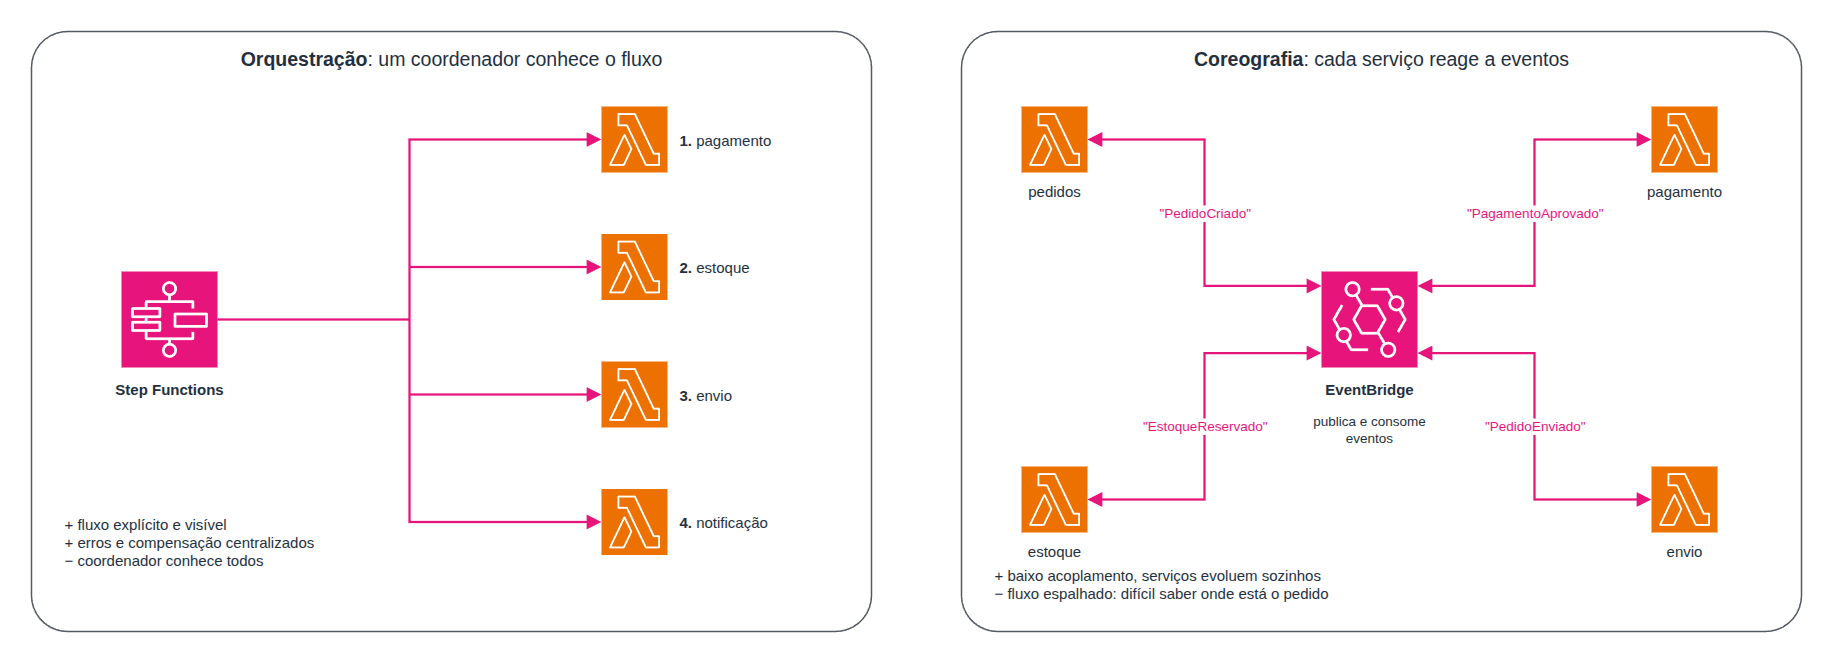 Orquestração: um coordenador conhece o fluxo
1. pagamento
2. estoque
Step Functions
3. envio
4. notificação
+ fluxo explícito e visível
+ erros e compensação centralizados
− coordenador conhece todos
Coreografia: cada serviço reage a eventos
pedidos
pagamento
"PedidoCriado"
"PagamentoAprovado"
EventBridge
publica e consome
eventos
"EstoqueReservado"
"PedidoEnviado"
estoque
envio
+ baixo acoplamento, serviços evoluem sozinhos
− fluxo espalhado: difícil saber onde está o pedido